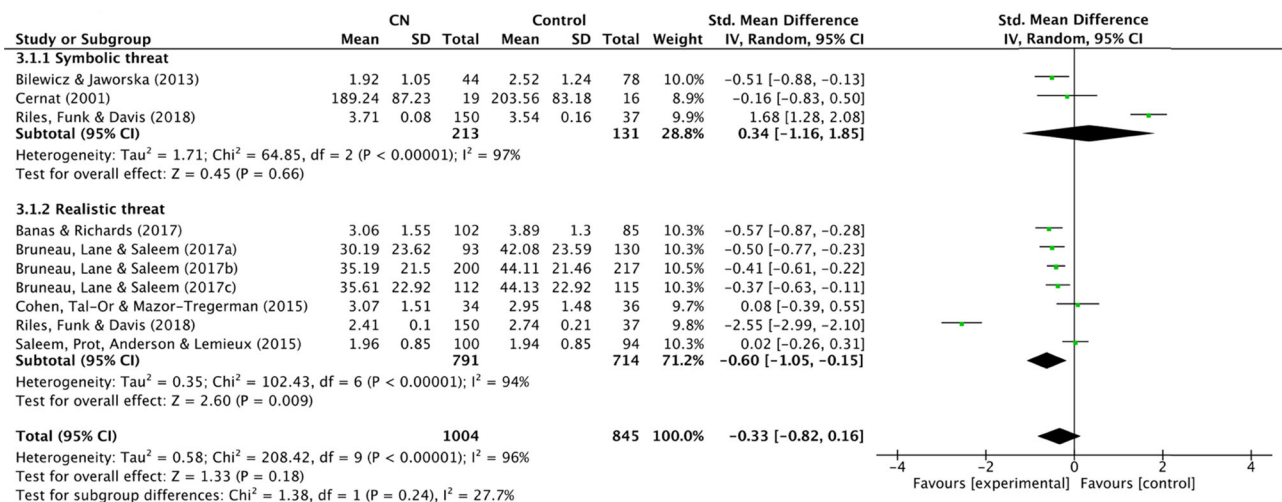 CN Control Std. Mean Difference Std. Mean Difference
Study or Subgroup Mean SD Total Mean SD Total Weight IV, Random, 95% CI IV, Random, 95% CI
3.1.1 Symbolic threat
Bilewicz & Jaworska (2013) 1.92 1.05 44 2.52 1.24 78 10.0% −0.51 [−0.88, −0.13]
Cernat (2001) 189.24 87.23 19 203.56 83.18 16 8.9% −0.16 [−0.83, 0.50]
Riles, Funk & Davis (2018) 3.71 0.08 150 3.54 0.16 37 9.9% 1.68 [1.28, 2.08]
Subtotal (95% CI) 213 131 28.8% 0.34 [−1.16, 1.85]
Heterogeneity: Tau² = 1.71; Chi² = 64.85, df = 2 (P < 0.00001); I² = 97%
Test for overall effect: Z = 0.45 (P = 0.66)
3.1.2 Realistic threat
Banas & Richards (2017) 3.06 1.55 102 3.89 1.3 85 10.3% −0.57 [−0.87, −0.28]
Bruneau, Lane & Saleem (2017a) 30.19 23.62 93 42.08 23.59 130 10.3% −0.50 [−0.77, −0.23]
Bruneau, Lane & Saleem (2017b) 35.19 21.5 200 44.11 21.46 217 10.5% −0.41 [−0.61, −0.22]
Bruneau, Lane & Saleem (2017c) 35.61 22.92 112 44.13 22.92 115 10.3% −0.37 [−0.63, −0.11]
Cohen, Tal-Or & Mazor-Tregerman (2015) 3.07 1.51 34 2.95 1.48 36 9.7% 0.08 [−0.39, 0.55]
Riles, Funk & Davis (2018) 2.41 0.1 150 2.74 0.21 37 9.8% −2.55 [−2.99, −2.10]
Saleem, Prot, Anderson & Lemieux (2015) 1.96 0.85 100 1.94 0.85 94 10.3% 0.02 [−0.26, 0.31]
Subtotal (95% CI) 791 714 71.2% −0.60 [−1.05, −0.15]
Heterogeneity: Tau² = 0.35; Chi² = 102.43, df = 6 (P < 0.00001); I² = 94%
Test for overall effect: Z = 2.60 (P = 0.009)
Total (95% CI) 1004 845 100.0% −0.33 [−0.82, 0.16]
Heterogeneity: Tau² = 0.58; Chi² = 208.42, df = 9 (P < 0.00001); I² = 96%
Test for overall effect: Z = 1.33 (P = 0.18)
Test for subgroup differences: Chi² = 1.38, df = 1 (P = 0.24), I² = 27.7%
−4 −2 0 2 4
Favours [experimental] Favours [control]